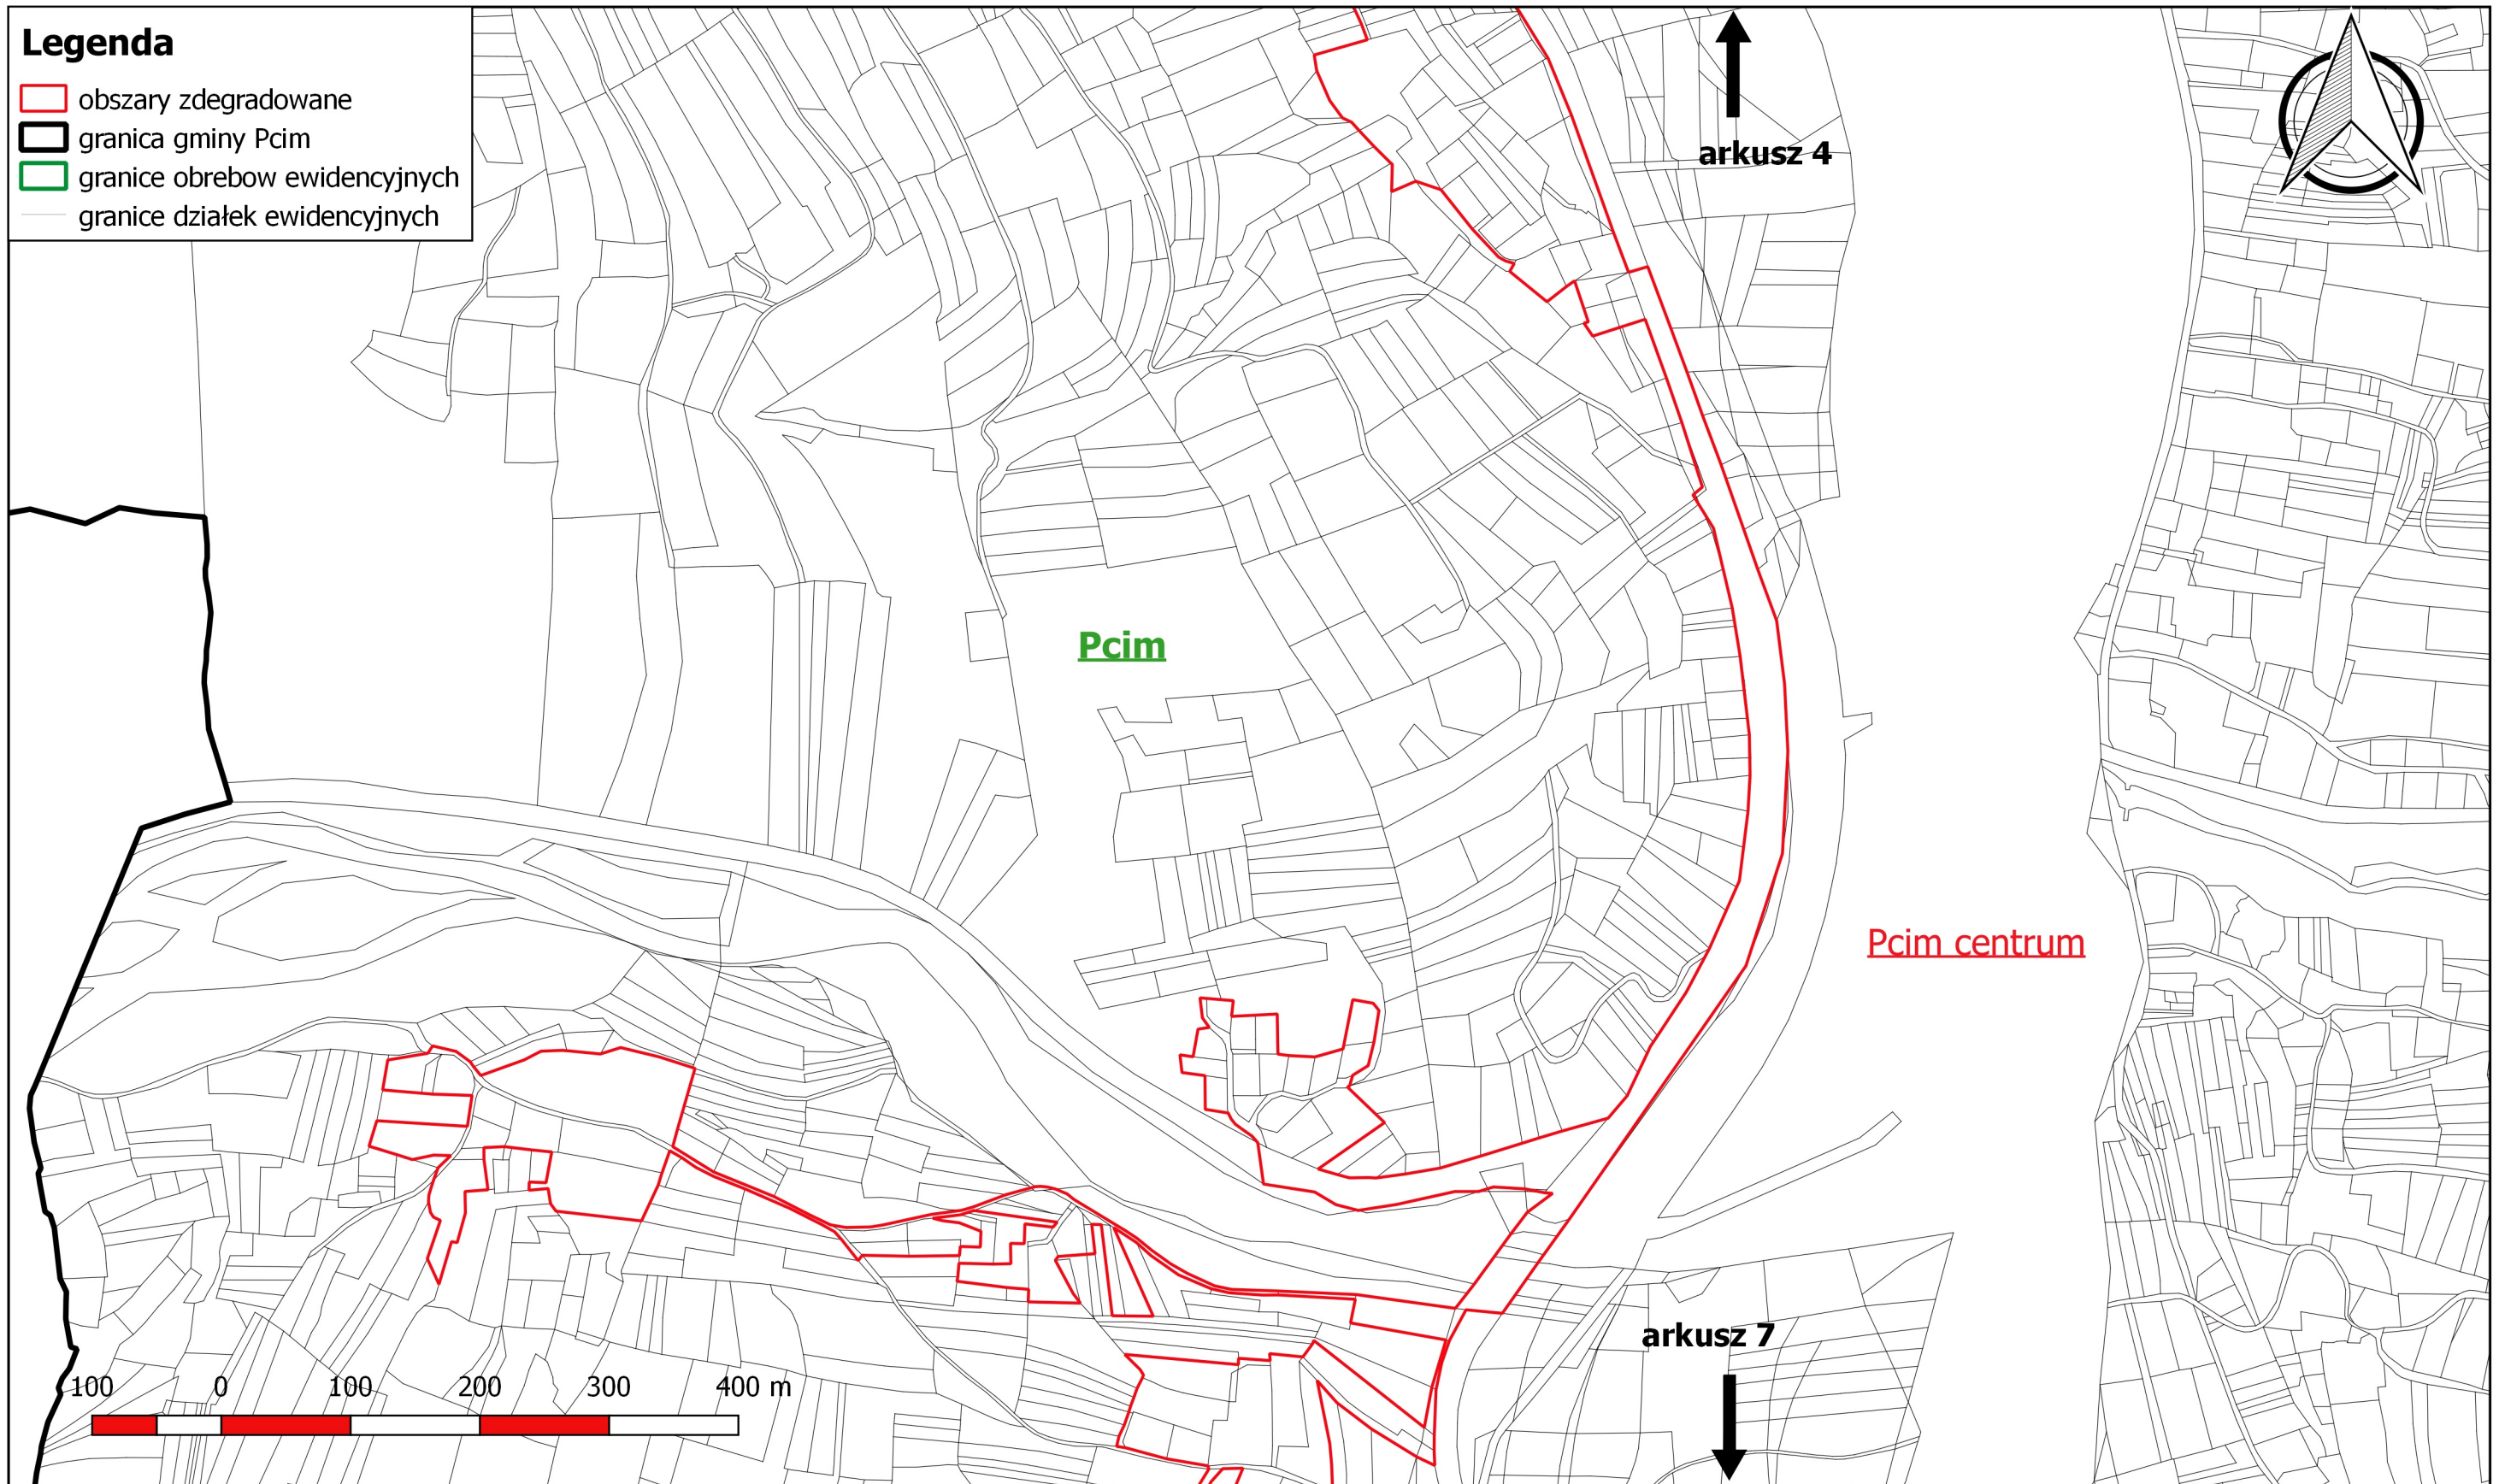 Legenda
obszary zdegradowane
granica gminy Pcim
granice obrebow ewidencyjnych
granice działek ewidencyjnych
arkusz 4
Pcim
Pcim centrum
arkusz 7
100 0 100 200 300 400 m